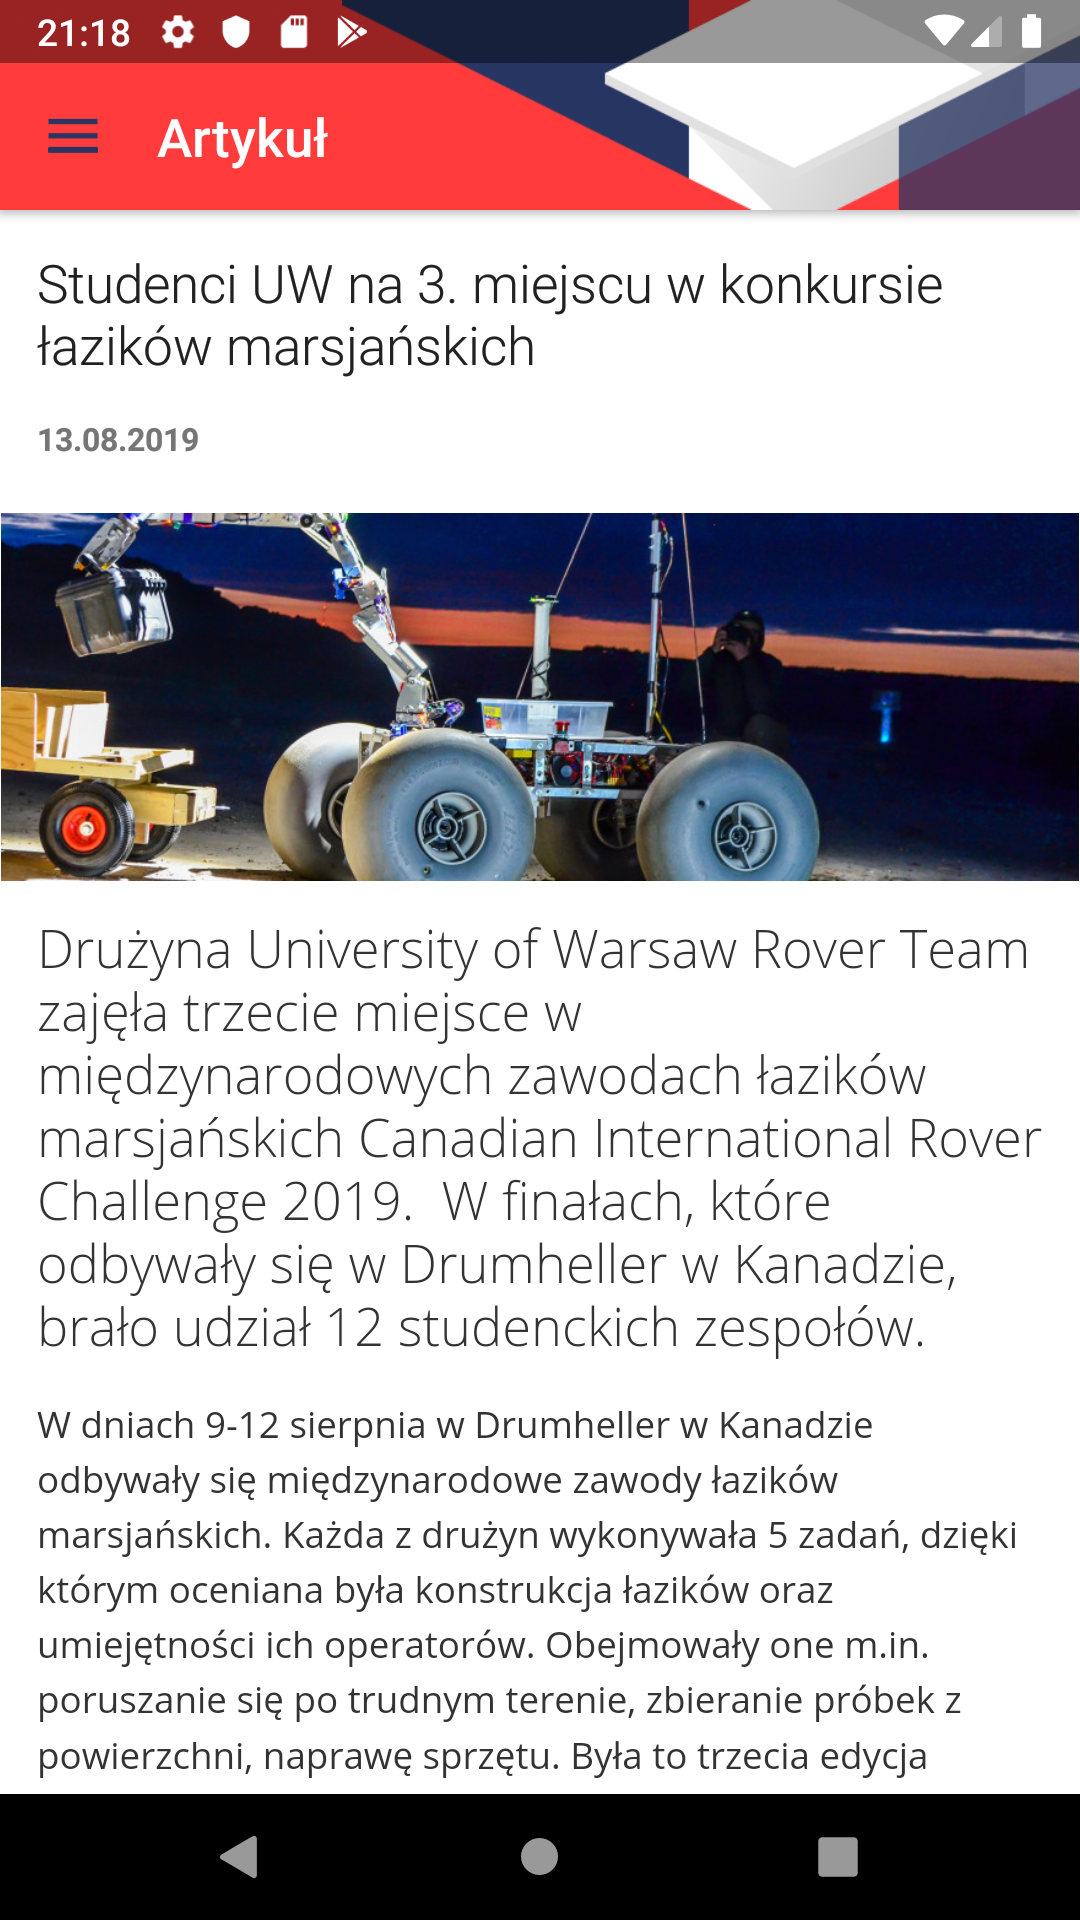 21:18
Artykuł
Studenci UW na 3. miejscu w konkursie
łazików marsjańskich
13.08.2019
Drużyna University of Warsaw Rover Team
zajęła trzecie miejsce w
międzynarodowych zawodach łazików
marsjańskich Canadian International Rover
Challenge 2019.  W finałach, które
odbywały się w Drumheller w Kanadzie,
brało udział 12 studenckich zespołów.
W dniach 9-12 sierpnia w Drumheller w Kanadzie
odbywały się międzynarodowe zawody łazików
marsjańskich. Każda z drużyn wykonywała 5 zadań, dzięki
którym oceniana była konstrukcja łazików oraz
umiejętności ich operatorów. Obejmowały one m.in.
poruszanie się po trudnym terenie, zbieranie próbek z
powierzchni, naprawę sprzętu. Była to trzecia edycja